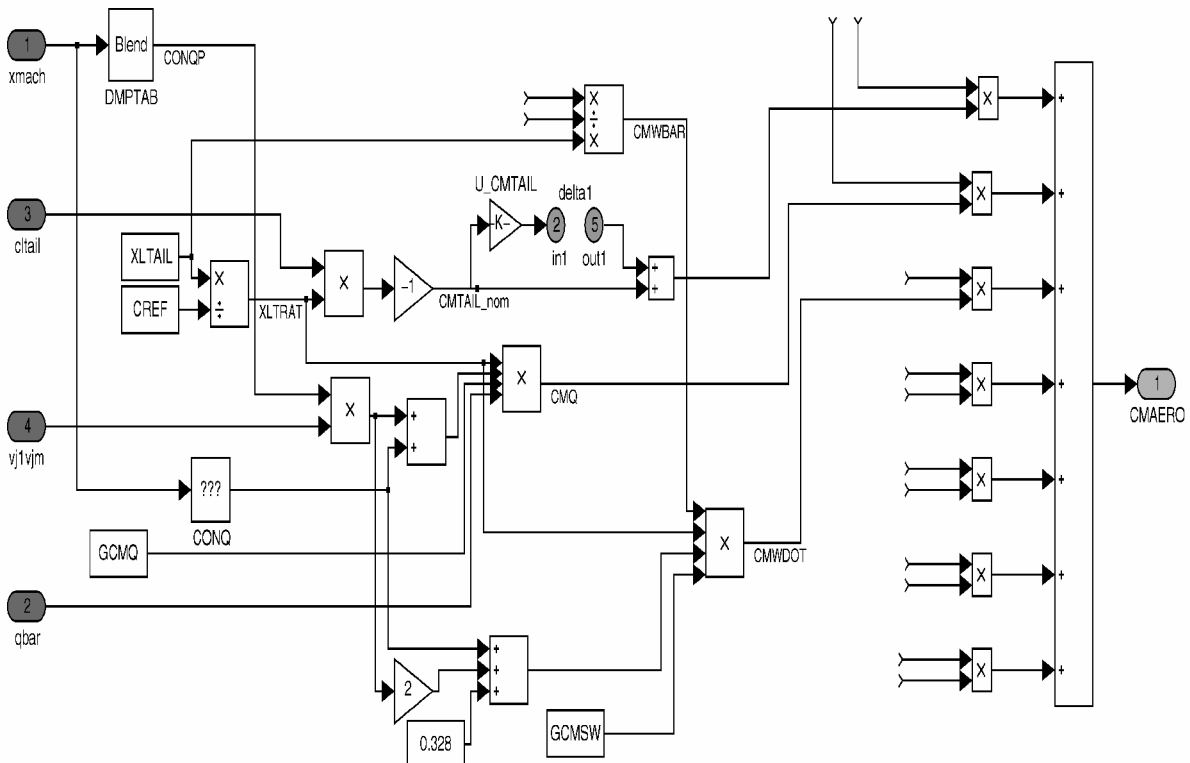 1
xmach
Blend
DMPTAB
CONQP
×
÷
×
CMWBAR
×
+
3
cltail
XLTAIL
CREF
×
÷
XLTRAT
×
-1
CMTAIL_nom
U_CMTAIL
-K-
delta1
2
in1
5
out1
+
+
×
+
×
+
4
vj1vjm
×
+
+
×
CMQ
×
+
1
CMAERO
???
CONQ
GCMQ
×
CMWDOT
×
+
2
qbar
2
+
+
+
0.328
GCMSW
×
+
×
+